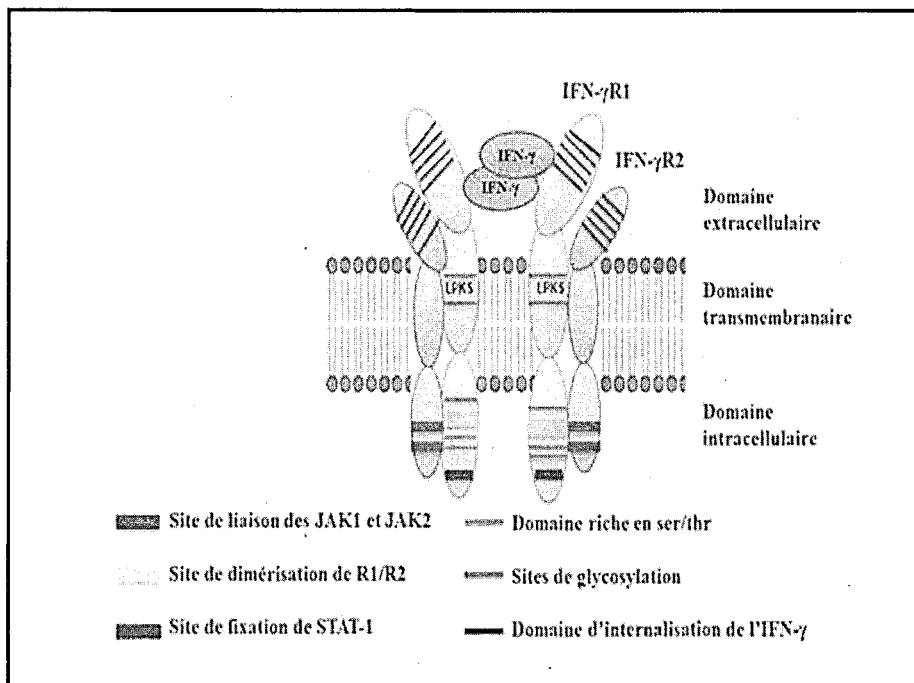 IFN-γR1
IFN-γ
IFN-γR2
IFN-γ
Domaine
extracellulaire
LPKS
LPKS
Domaine
transmembranaire
Domaine
intracellulaire
Site de liaison des JAK1 et JAK2
Domaine riche en ser/thr
Site de dimérisation de R1/R2
Sites de glycosylation
Site de fixation de STAT-1
Domaine d'internalisation de l'IFN-γ